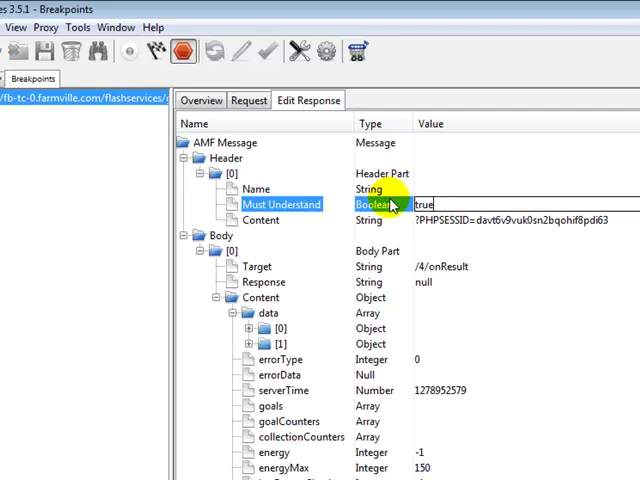 es 3.5.1 - Breakpoints
View Proxy Tools Window Help
Breakpoints
/fb-tc-0.farmville.com/flashservices/
Overview Request Edit Response
Name Type Value
AMF Message Message
Header
[0] Header Part
Name String
Must Understand Boolean true
Content String ?PHPSESSID=davt6v9vuk0sn2bqohif8pdi63
Body
[0] Body Part
Target String /4/onResult
Response String null
Content Object
data Array
[0] Object
[1] Object
errorType Integer 0
errorData Null
serverTime Number 1278952579
goals Array
goalCounters Array
collectionCounters Array
energy Integer -1
energyMax Integer 150